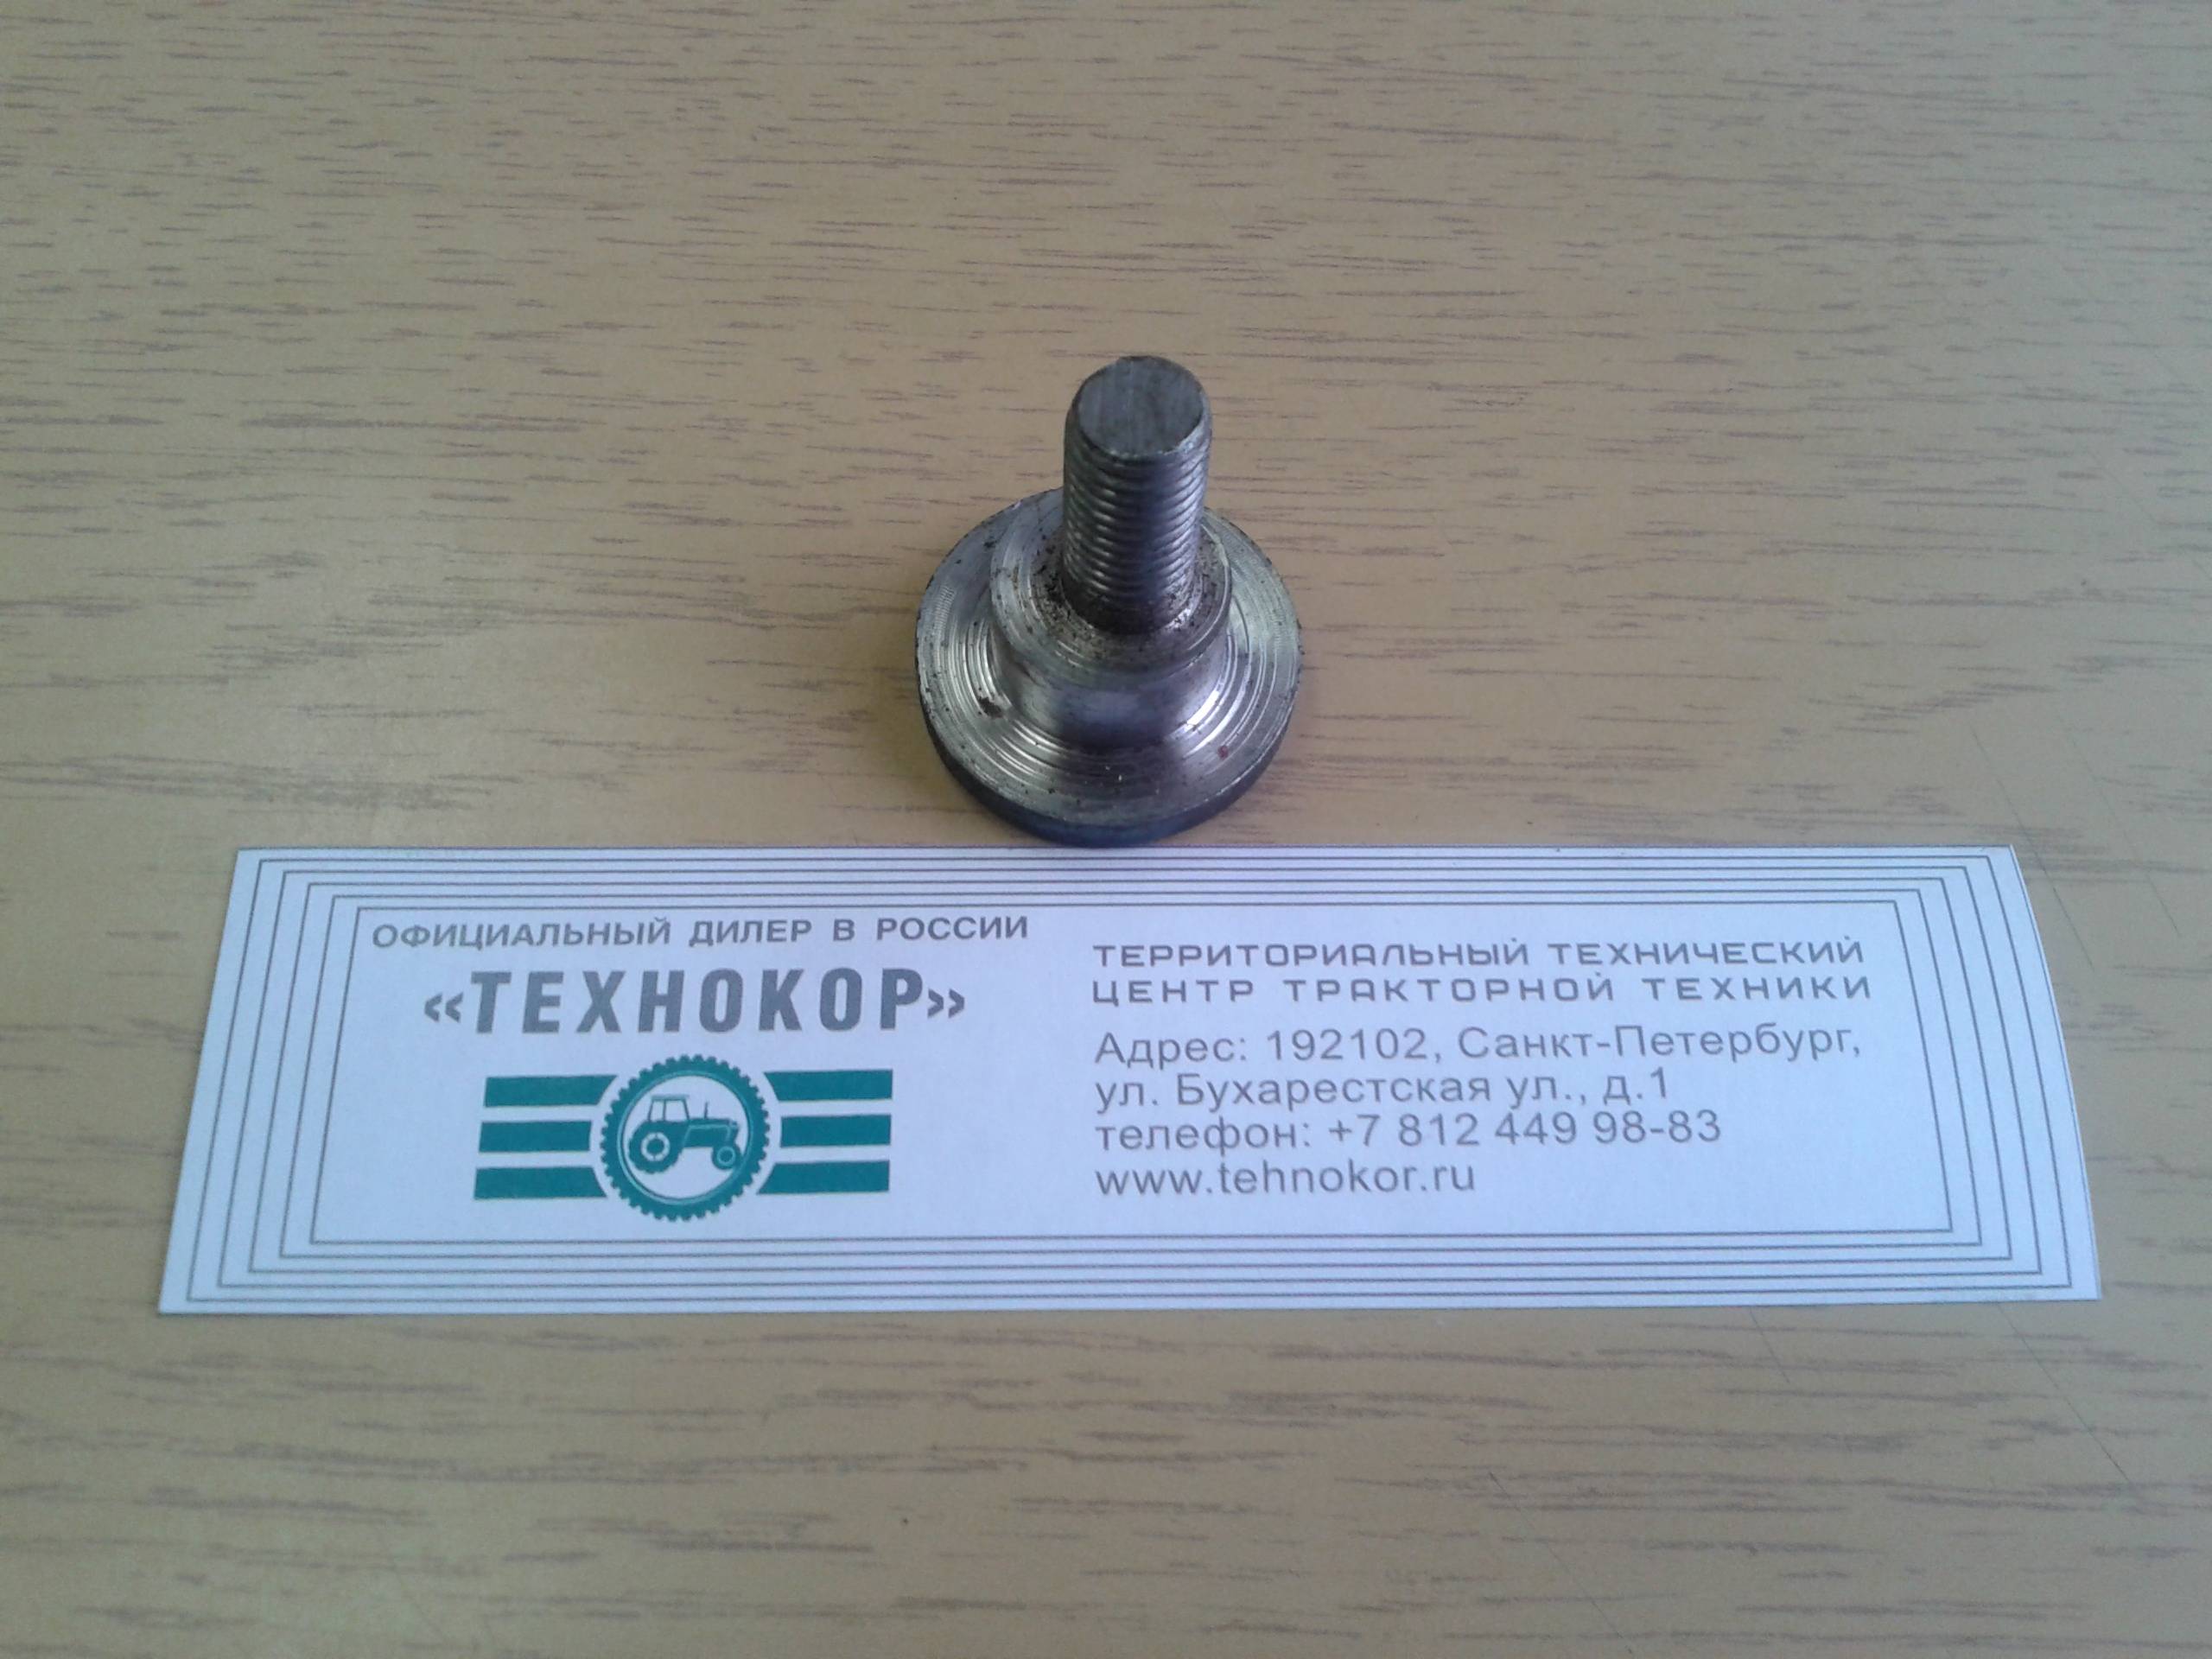 ОФИЦИАЛЬНЫЙ ДИЛЕР В РОССИИ
«ТЕХНОКОР»
ТЕРРИТОРИАЛЬНЫЙ ТЕХНИЧЕСКИЙ
ЦЕНТР ТРАКТОРНОЙ ТЕХНИКИ
Адрес: 192102, Санкт-Петербург,
ул. Бухарестская ул., д.1
телефон: +7 812 449 98-83
www.tehnokor.ru